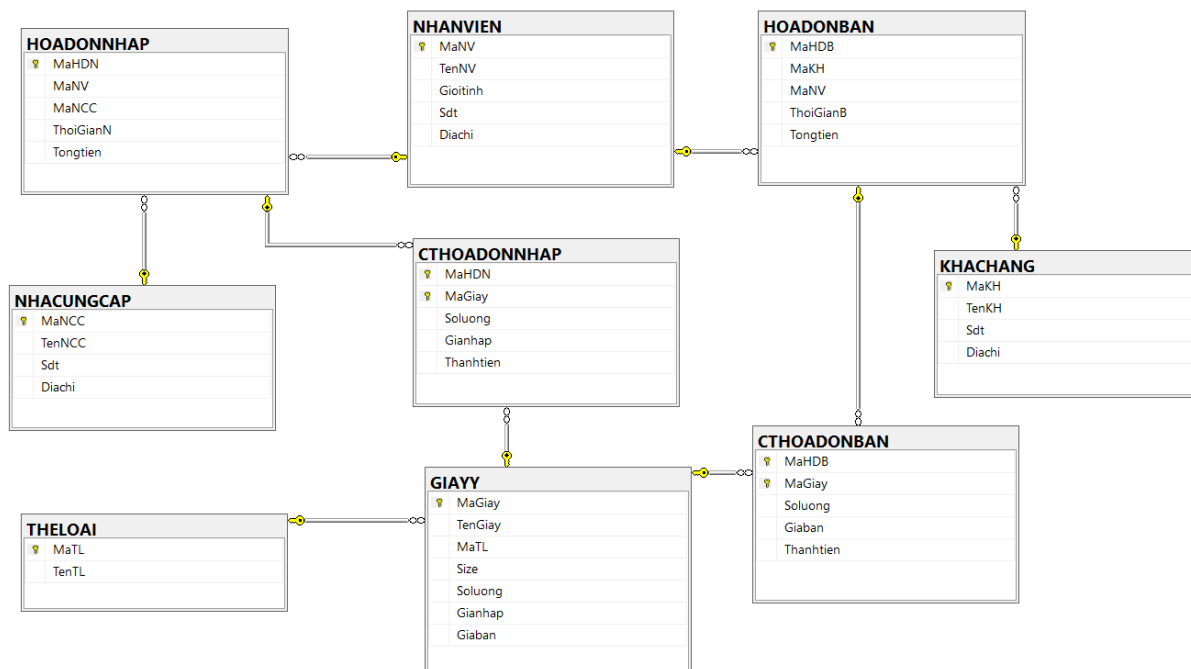 HOADONNHAP
MaHDN
MaNV
MaNCC
ThoiGianN
Tongtien
NHANVIEN
MaNV
TenNV
Gioitinh
Sdt
Diachi
HOADONBAN
MaHDB
MaKH
MaNV
ThoiGianB
Tongtien
NHACUNGCAP
MaNCC
TenNCC
Sdt
Diachi
CTHOADONNHAP
MaHDN
MaGiay
Soluong
Gianhap
Thanhtien
KHACHANG
MaKH
TenKH
Sdt
Diachi
THELOAI
MaTL
TenTL
GIAYY
MaGiay
TenGiay
MaTL
Size
Soluong
Gianhap
Giaban
CTHOADONBAN
MaHDB
MaGiay
Soluong
Giaban
Thanhtien